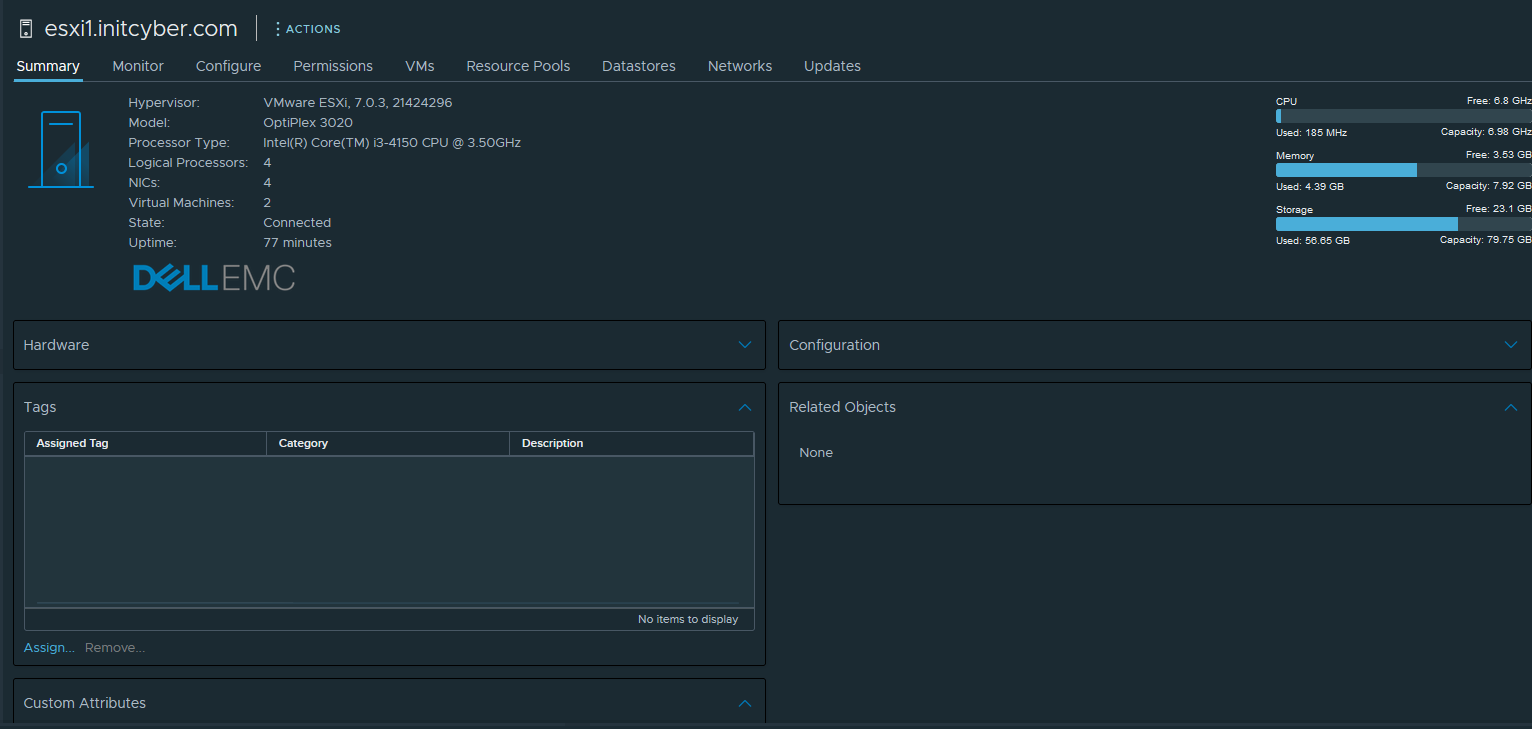 esxi1.initcyber.com
ACTIONS
Summary Monitor Configure Permissions VMs Resource Pools Datastores Networks Updates
Hypervisor: VMware ESXi, 7.0.3, 21424296
Model: OptiPlex 3020
Processor Type: Intel(R) Core(TM) i3-4150 CPU @ 3.50GHz
Logical Processors: 4
NICs: 4
Virtual Machines: 2
State: Connected
Uptime: 77 minutes
DELL EMC
CPU Free: 6.8 GHz
Used: 185 MHz Capacity: 6.98 GHz
Memory Free: 3.53 GB
Used: 4.39 GB Capacity: 7.92 GB
Storage Free: 23.1 GB
Used: 56.65 GB Capacity: 79.75 GB
Hardware
Configuration
Tags
Assigned Tag Category Description
No items to display
Assign... Remove...
Related Objects
None
Custom Attributes